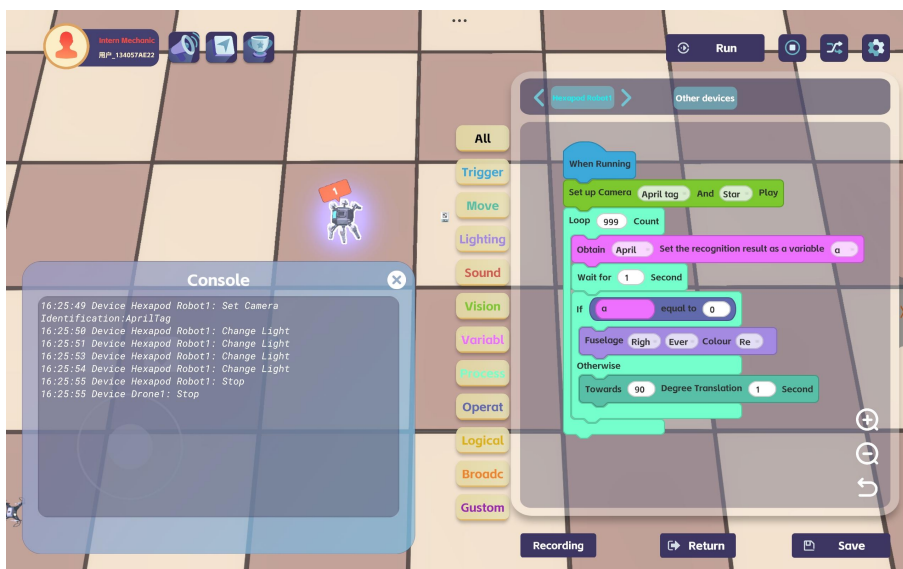 Intern Mechanic
用户_134057AE22
Run
Hexapod Robot1
Other devices
All
Trigger
Move
Lighting
Sound
Vision
Variabl
Process
Operat
Logical
Broadc
Gustom
When Running
Set up Camera April tag And Star Play
Loop 999 Count
Obtain April Set the recognition result as a variable a
Wait for 1 Second
If a equal to 0
Fuselage Righ Ever Colour Re
Otherwise
Towards 90 Degree Translation 1 Second
1
S
Console
16:25:49 Device Hexapod Robot1: Set Camera
Identification:AprilTag
16:25:50 Device Hexapod Robot1: Change Light
16:25:51 Device Hexapod Robot1: Change Light
16:25:53 Device Hexapod Robot1: Change Light
16:25:54 Device Hexapod Robot1: Change Light
16:25:55 Device Hexapod Robot1: Stop
16:25:55 Device Drone1: Stop
Recording
Return
Save